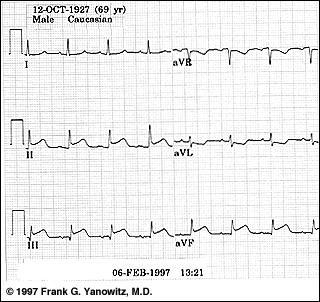 12-OCT-1927 (69 yr)
Male Caucasian
I
aVR
II
aVL
III
aVF
06-FEB-1997 13:21
© 1997 Frank G. Yanowitz, M.D.